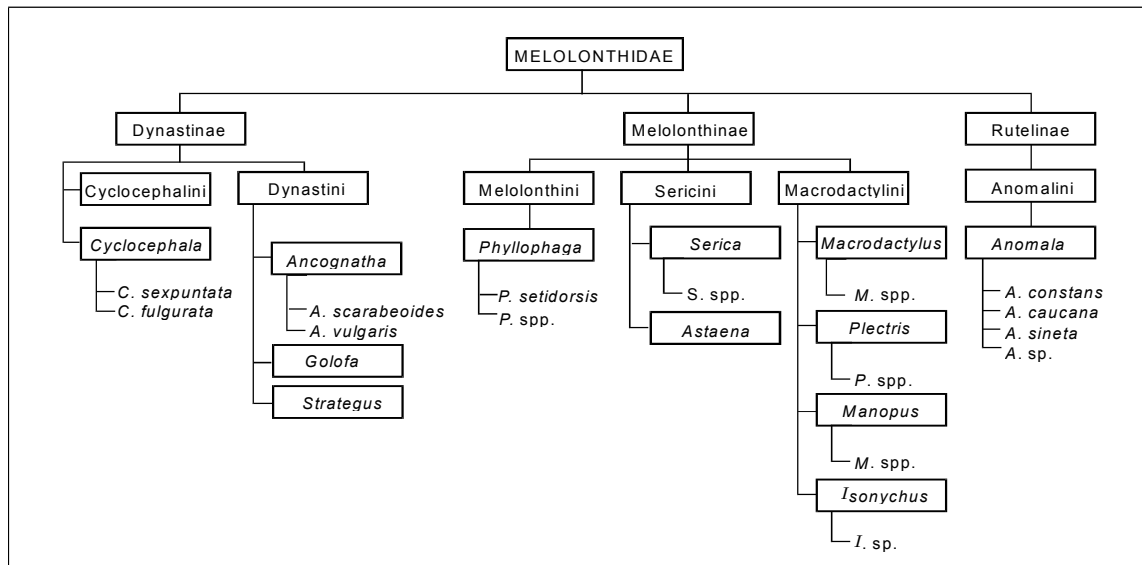 MELOLONTHIDAE
Dynastinae
Melolonthinae
Rutelinae
Cyclocephalini
Dynastini
Melolonthini
Sericini
Macrodactylini
Anomalini
Cyclocephala
C. sexpuntata
C. fulgurata
Ancognatha
A. scarabeoides
A. vulgaris
Golofa
Strategus
Phyllophaga
P. setidorsis
P. spp.
Serica
S. spp.
Astaena
Macrodactylus
M. spp.
Plectris
P. spp.
Manopus
M. spp.
Isonychus
I. sp.
Anomala
A. constans
A. caucana
A. sineta
A. sp.